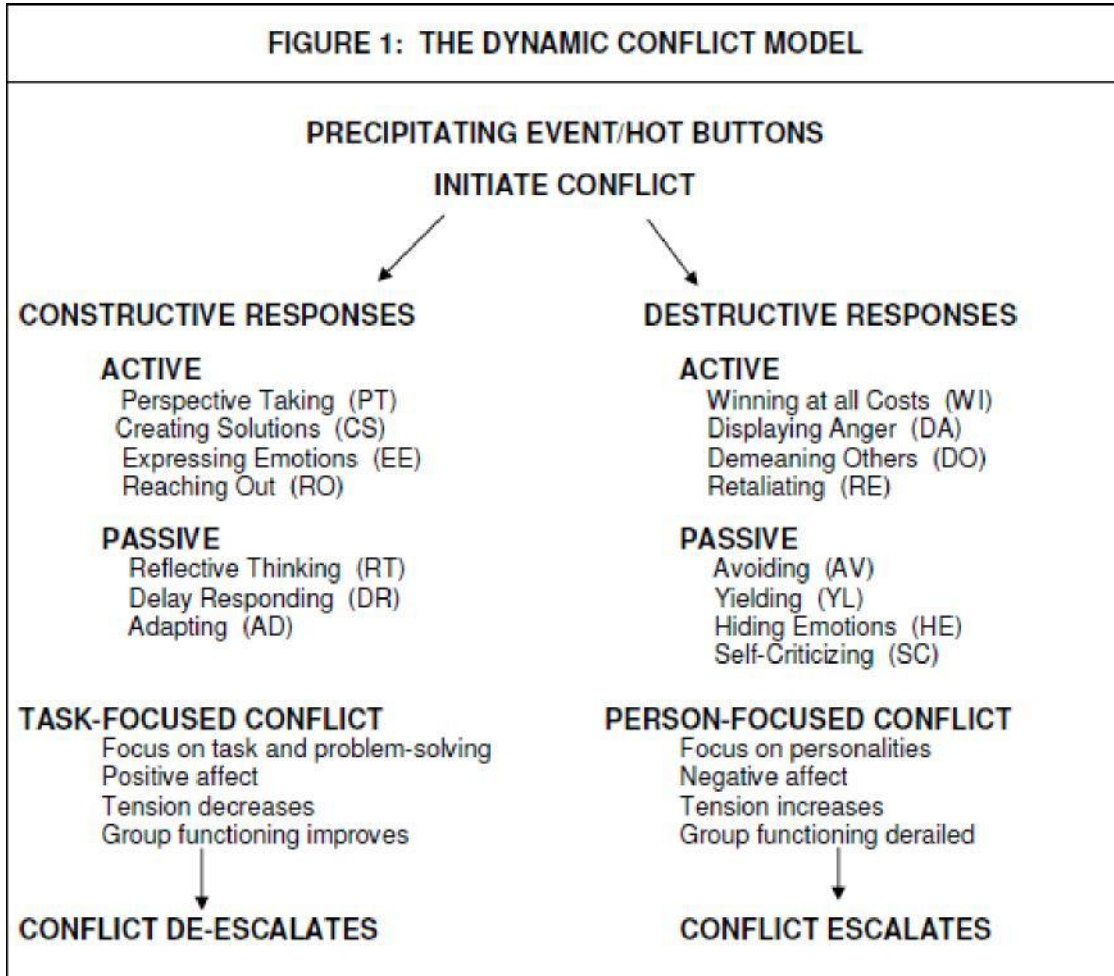 FIGURE 1: THE DYNAMIC CONFLICT MODEL
PRECIPITATING EVENT/HOT BUTTONS
INITIATE CONFLICT
CONSTRUCTIVE RESPONSES
ACTIVE
Perspective Taking (PT)
Creating Solutions (CS)
Expressing Emotions (EE)
Reaching Out (RO)
PASSIVE
Reflective Thinking (RT)
Delay Responding (DR)
Adapting (AD)
TASK-FOCUSED CONFLICT
Focus on task and problem-solving
Positive affect
Tension decreases
Group functioning improves
CONFLICT DE-ESCALATES
DESTRUCTIVE RESPONSES
ACTIVE
Winning at all Costs (WI)
Displaying Anger (DA)
Demeaning Others (DO)
Retaliating (RE)
PASSIVE
Avoiding (AV)
Yielding (YL)
Hiding Emotions (HE)
Self-Criticizing (SC)
PERSON-FOCUSED CONFLICT
Focus on personalities
Negative affect
Tension increases
Group functioning derailed
CONFLICT ESCALATES